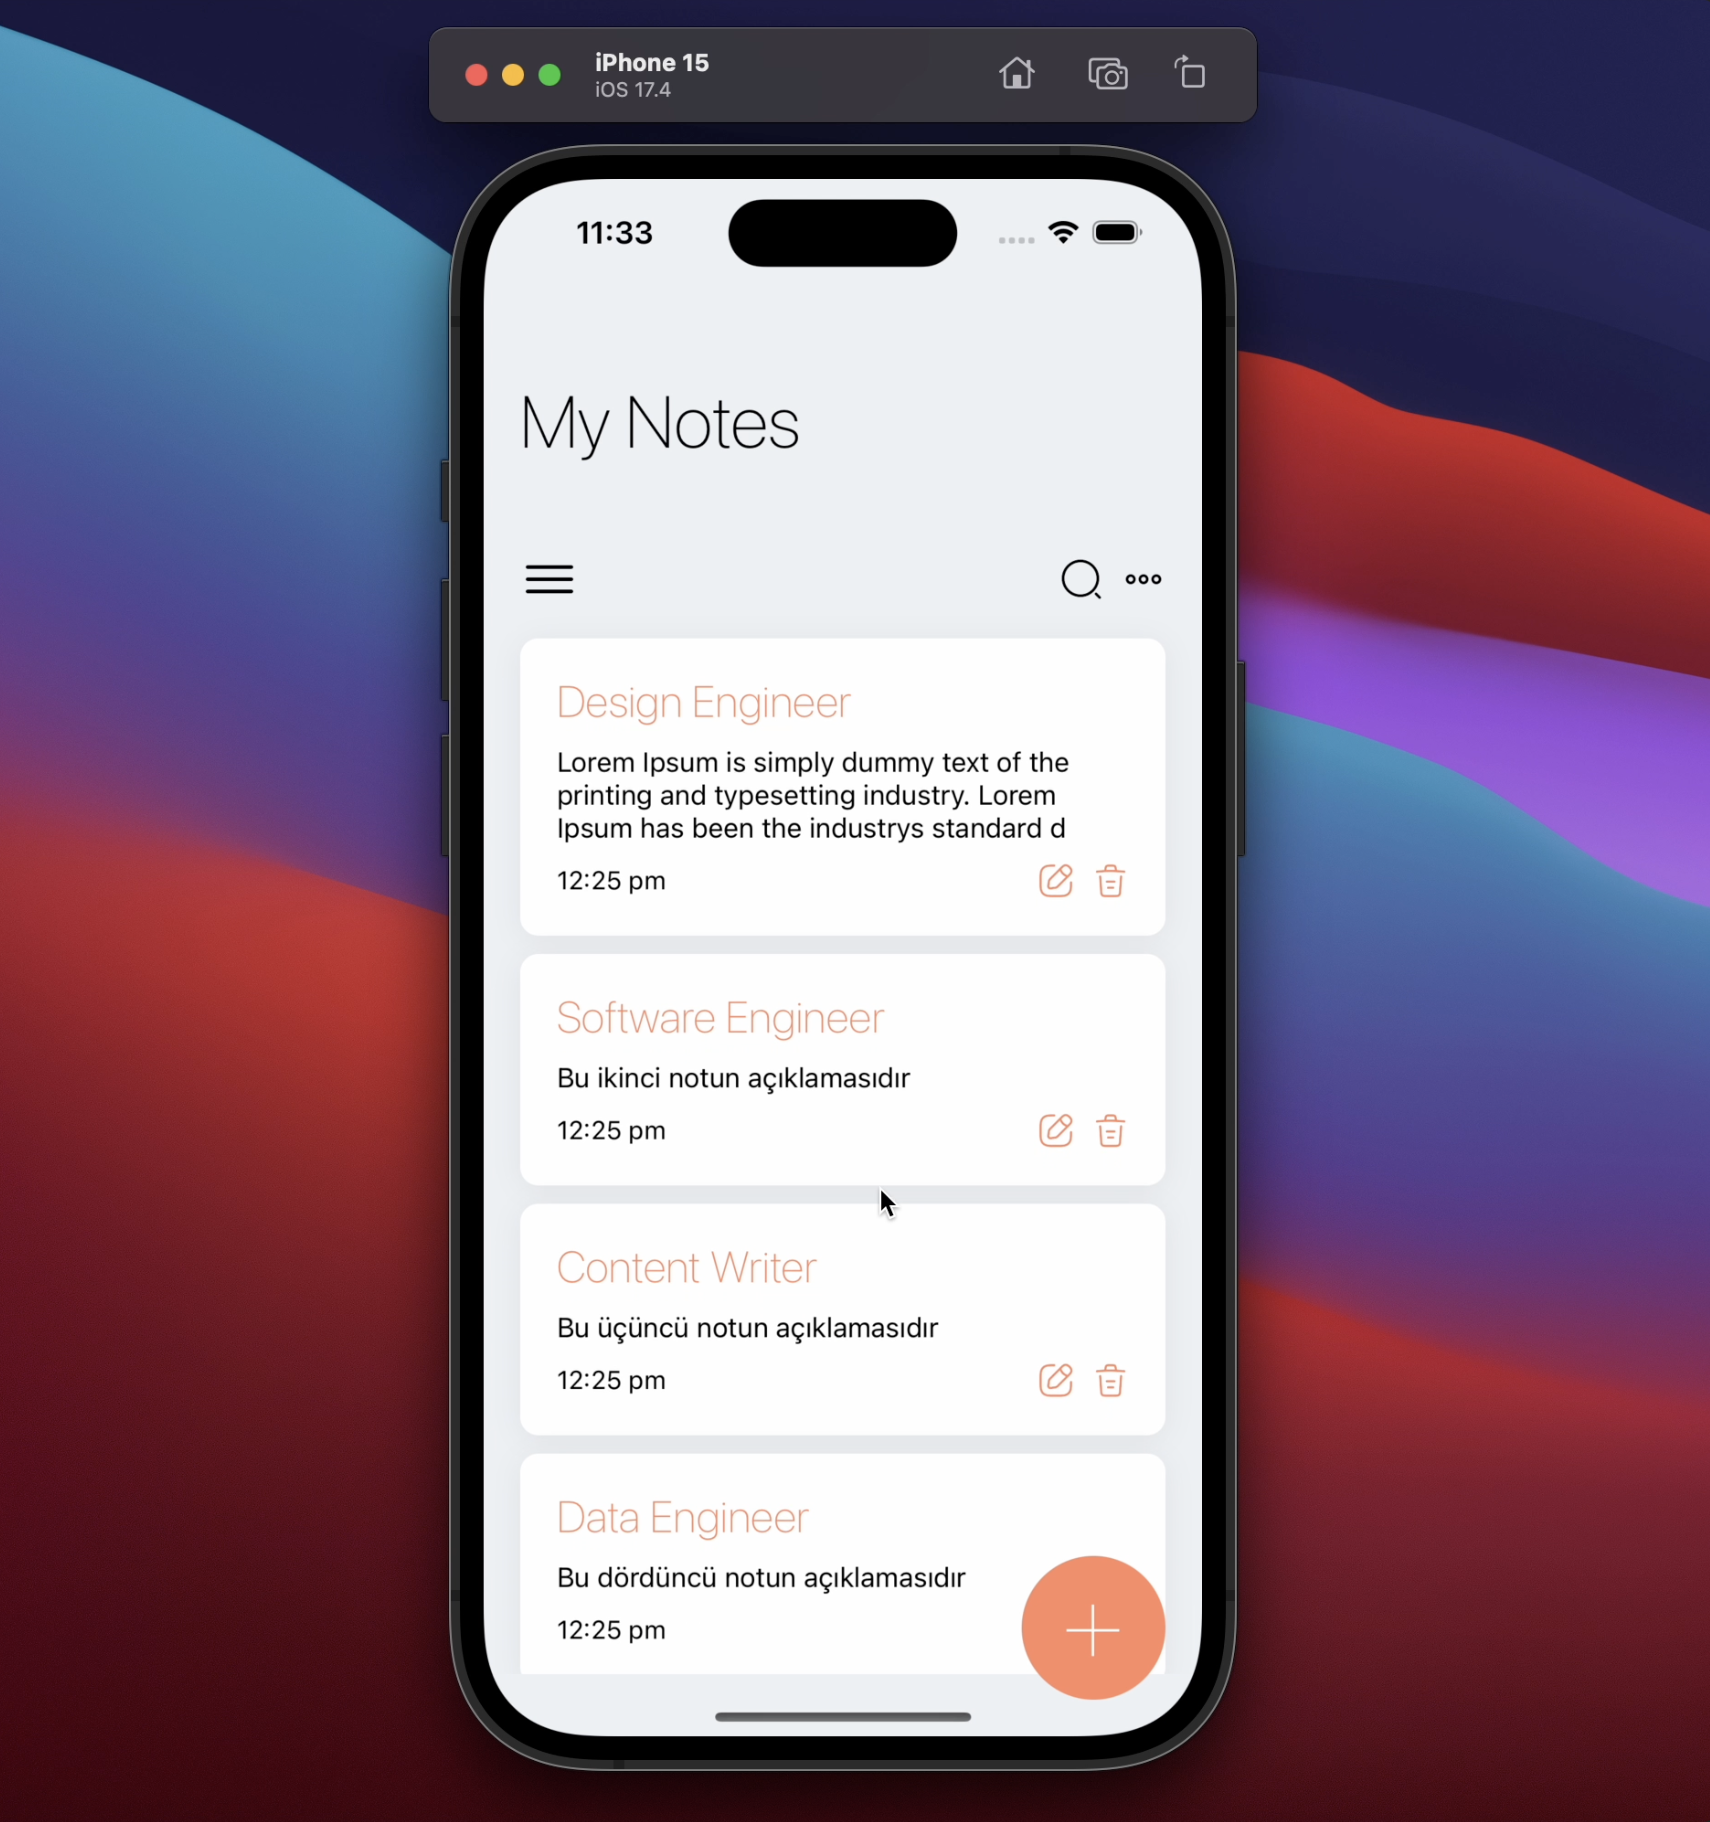 iPhone 15
iOS 17.4
11:33
My Notes
Design Engineer
Lorem Ipsum is simply dummy text of the
printing and typesetting industry. Lorem
Ipsum has been the industrys standard d
12:25 pm
Software Engineer
Bu ikinci notun açıklamasıdır
12:25 pm
Content Writer
Bu üçüncü notun açıklamasıdır
12:25 pm
Data Engineer
Bu dördüncü notun açıklamasıdır
12:25 pm